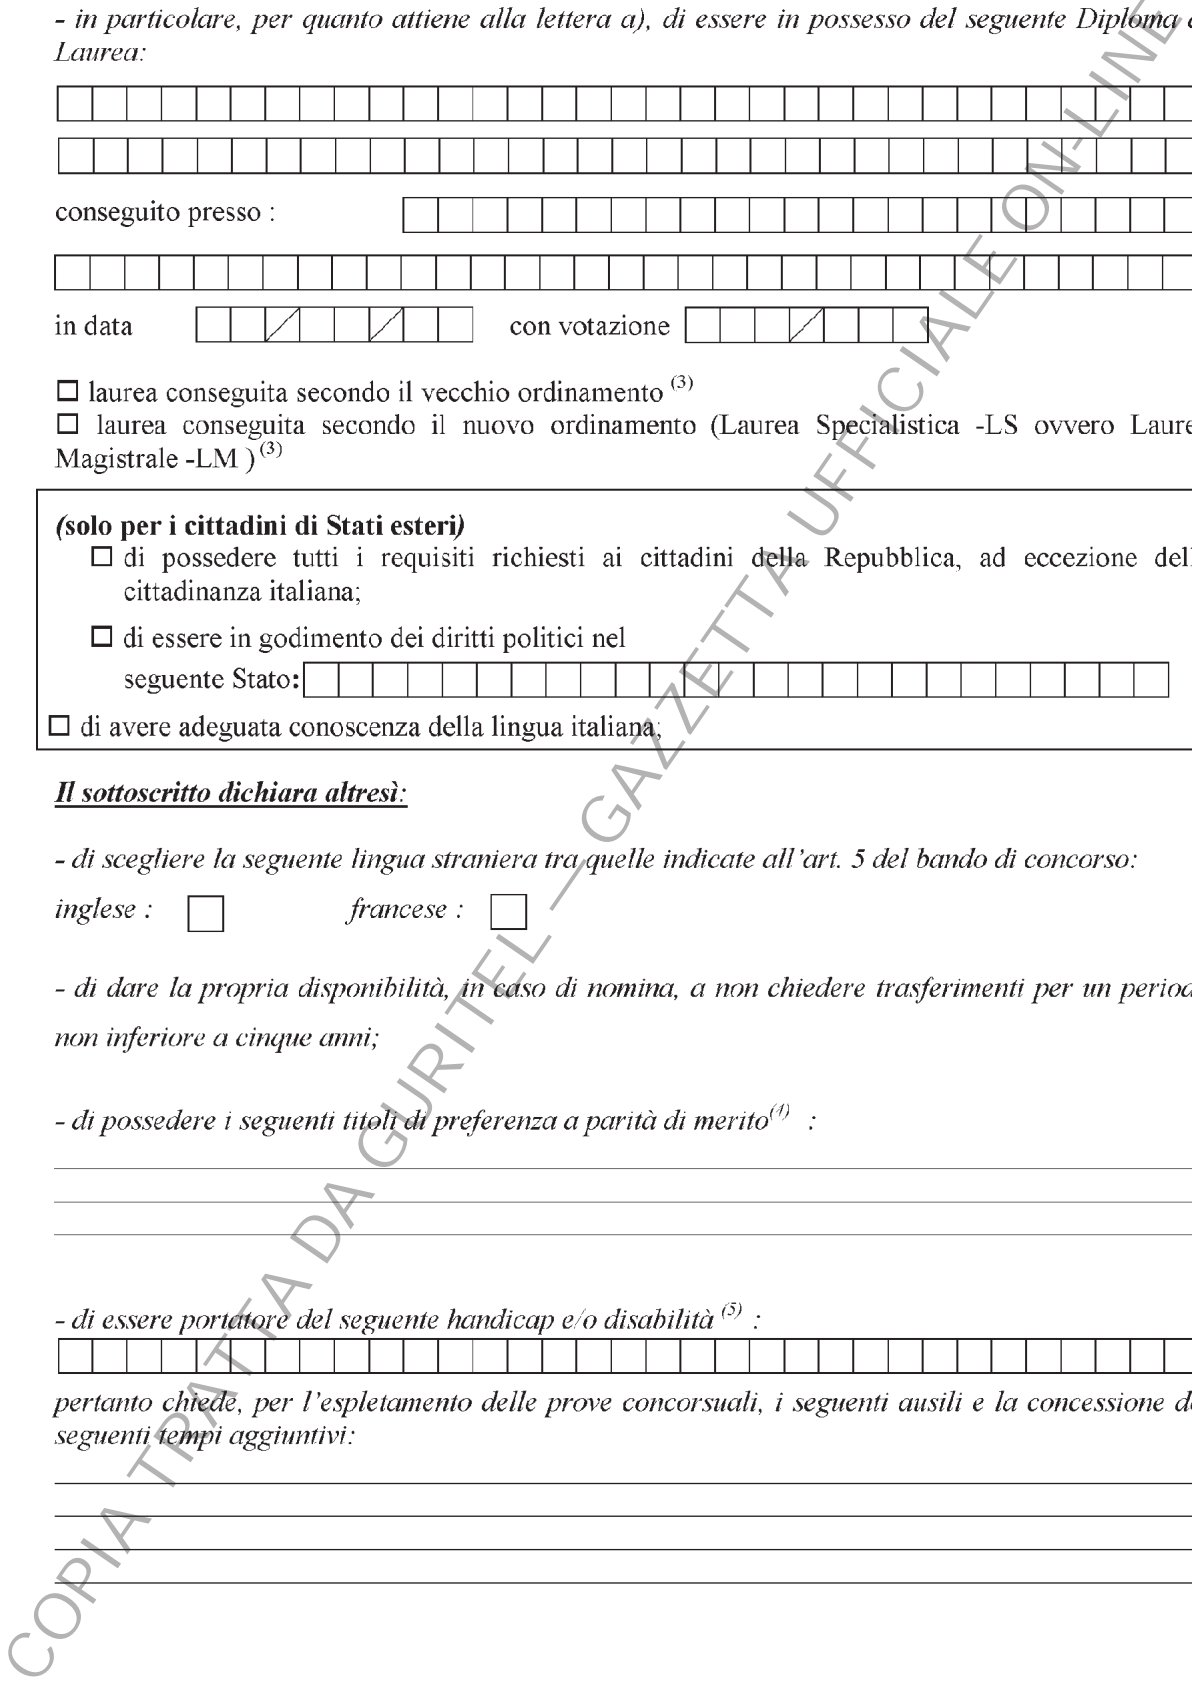 - in particolare, per quanto attiene alla lettera a), di essere in possesso del seguente Diploma
Laurea:
conseguito presso :
in data con votazione
laurea conseguita secondo il vecchio ordinamento (3)
laurea conseguita secondo il nuovo ordinamento (Laurea Specialistica -LS ovvero Laure
Magistrale -LM ) (3)
(solo per i cittadini di Stati esteri)
di possedere tutti i requisiti richiesti ai cittadini della Repubblica, ad eccezione dell
cittadinanza italiana;
di essere in godimento dei diritti politici nel
seguente Stato:
di avere adeguata conoscenza della lingua italiana;
Il sottoscritto dichiara altresì:
- di scegliere la seguente lingua straniera tra quelle indicate all'art. 5 del bando di concorso:
inglese : francese :
- di dare la propria disponibilità, in caso di nomina, a non chiedere trasferimenti per un period
non inferiore a cinque anni;
- di possedere i seguenti titoli di preferenza a parità di merito(4) :
- di essere portatore del seguente handicap e/o disabilità (5) :
pertanto chiede, per l'espletamento delle prove concorsuali, i seguenti ausili e la concessione d
seguenti tempi aggiuntivi:
COPIA TRATTA DA GURITEL — GAZZETTA UFFICIALE ON-LINE